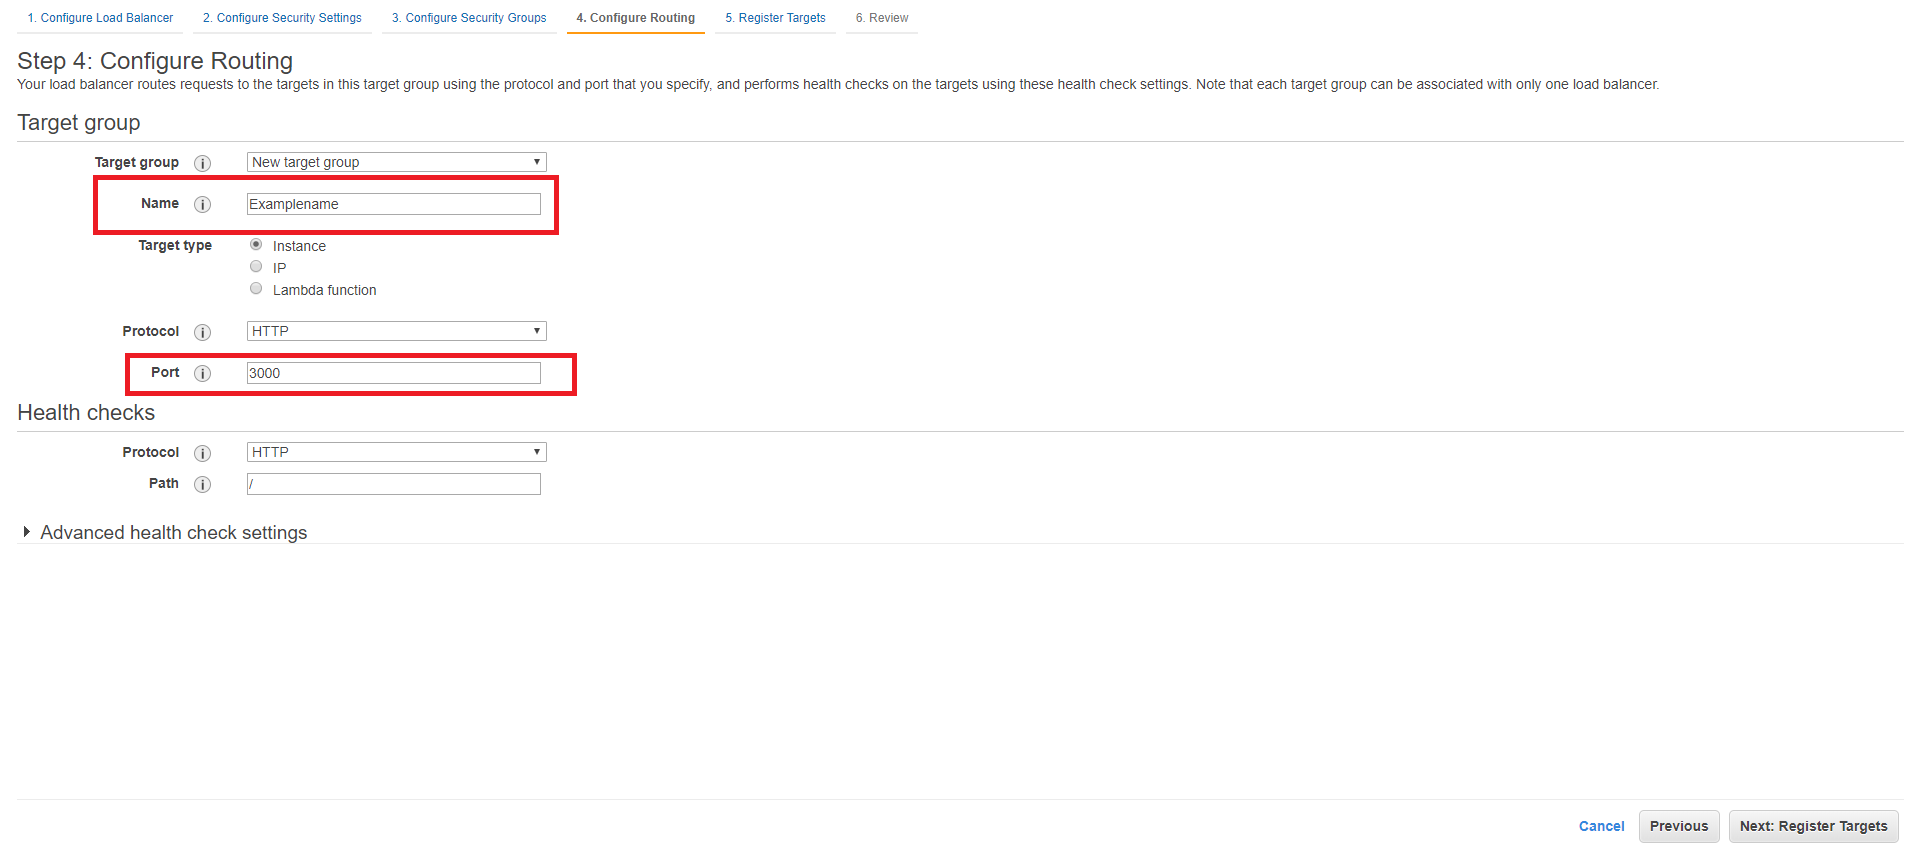 1. Configure Load Balancer 2. Configure Security Settings 3. Configure Security Groups 4. Configure Routing 5. Register Targets 6. Review
Step 4: Configure Routing
Your load balancer routes requests to the targets in this target group using the protocol and port that you specify, and performs health checks on the targets using these health check settings. Note that each target group can be associated with only one load balancer.
Target group
Target group i New target group
Name i Examplename
Target type Instance
IP
Lambda function
Protocol i HTTP
Port i 3000
Health checks
Protocol i HTTP
Path i /
Advanced health check settings
Cancel Previous Next: Register Targets